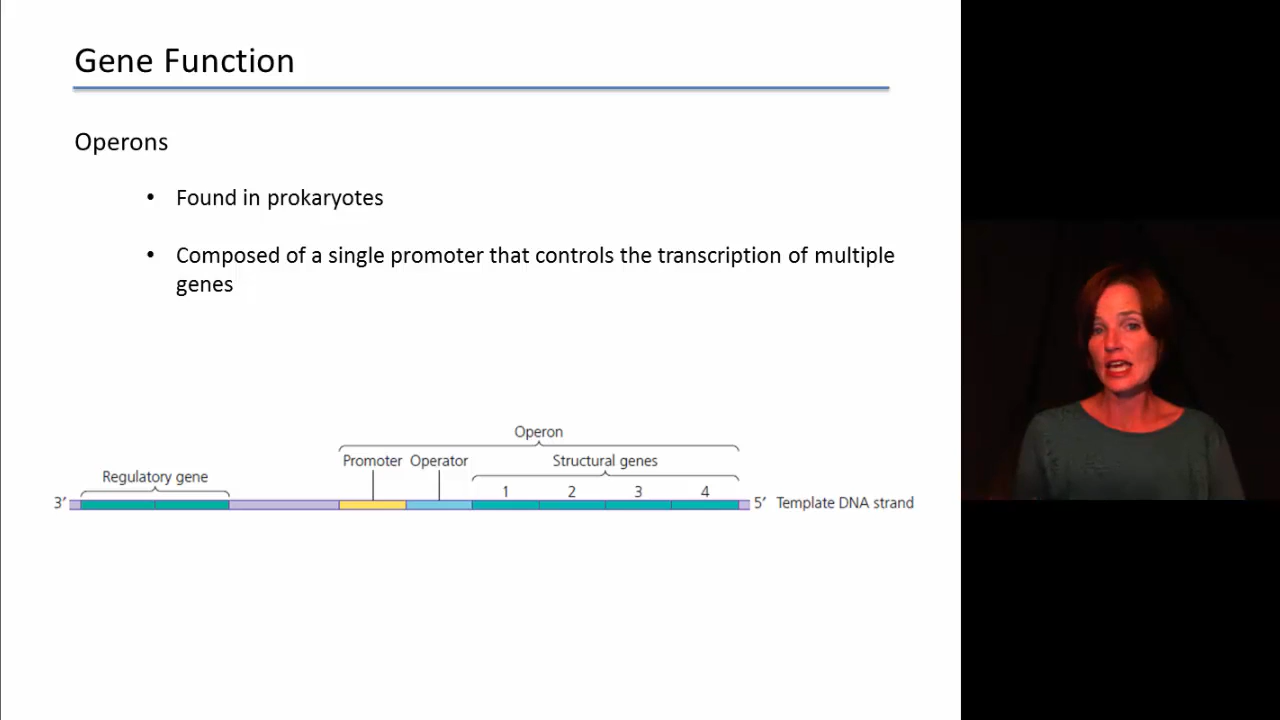 Gene Function
Operons
• Found in prokaryotes
• Composed of a single promoter that controls the transcription of multiple
genes
Operon
Promoter Operator Structural genes
Regulatory gene
1 2 3 4
3′ 5′ Template DNA strand